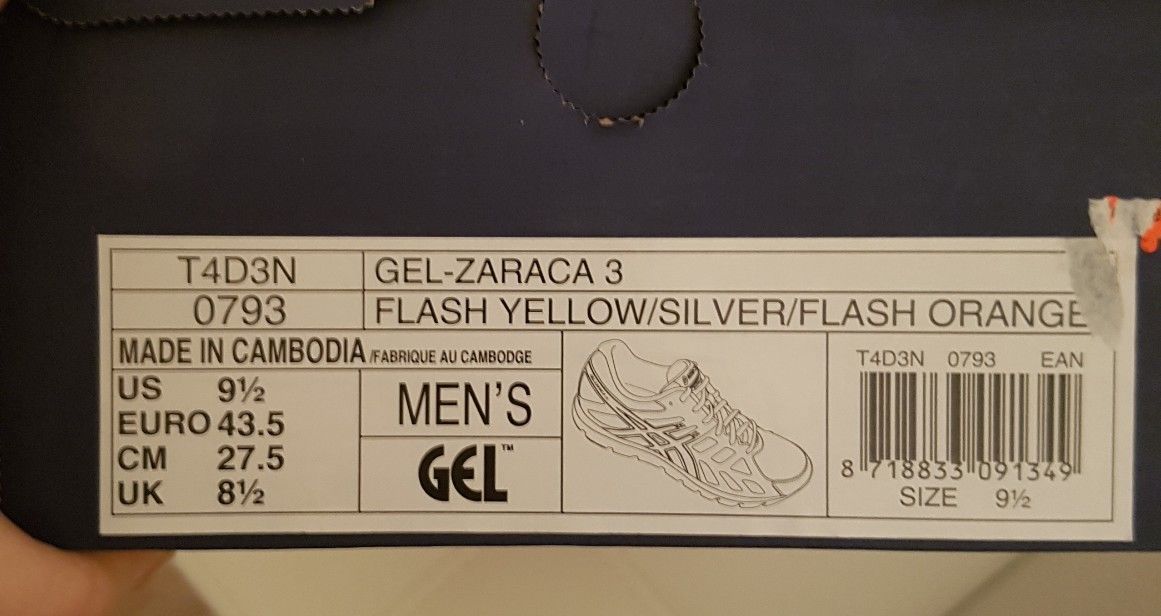 T4D3N
GEL-ZARACA 3
0793
FLASH YELLOW/SILVER/FLASH ORANGE
MADE IN CAMBODIA /FABRIQUE AU CAMBODGE
US 9½
EURO 43.5
CM 27.5
UK 8½
MEN'S
GEL™
T4D3N 0793 EAN
8 718833 091349
SIZE 9½